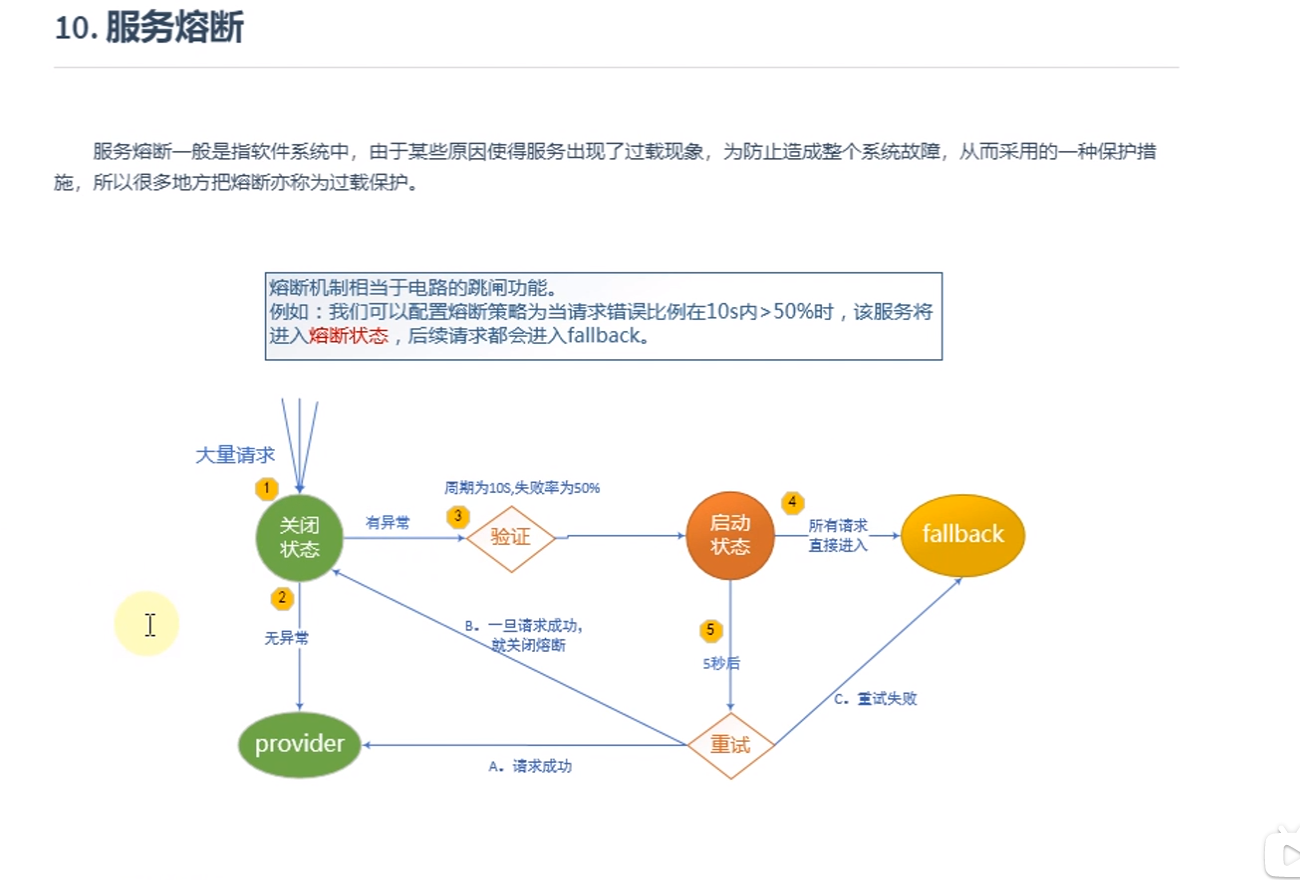 10. 服务熔断
服务熔断一般是指软件系统中，由于某些原因使得服务出现了过载现象，为防止造成整个系统故障，从而采用的一种保护措
施，所以很多地方把熔断亦称为过载保护。
熔断机制相当于电路的跳闸功能。
例如：我们可以配置熔断策略为当请求错误比例在10s内>50%时，该服务将
进入熔断状态，后续请求都会进入fallback。
大量请求
1
关闭
状态
有异常
周期为10S,失败率为50%
3
验证
启动
状态
4
所有请求
直接进入
fallback
2
无异常
B. 一旦请求成功，
就关闭熔断
5
5秒后
C. 重试失败
provider
重试
A. 请求成功